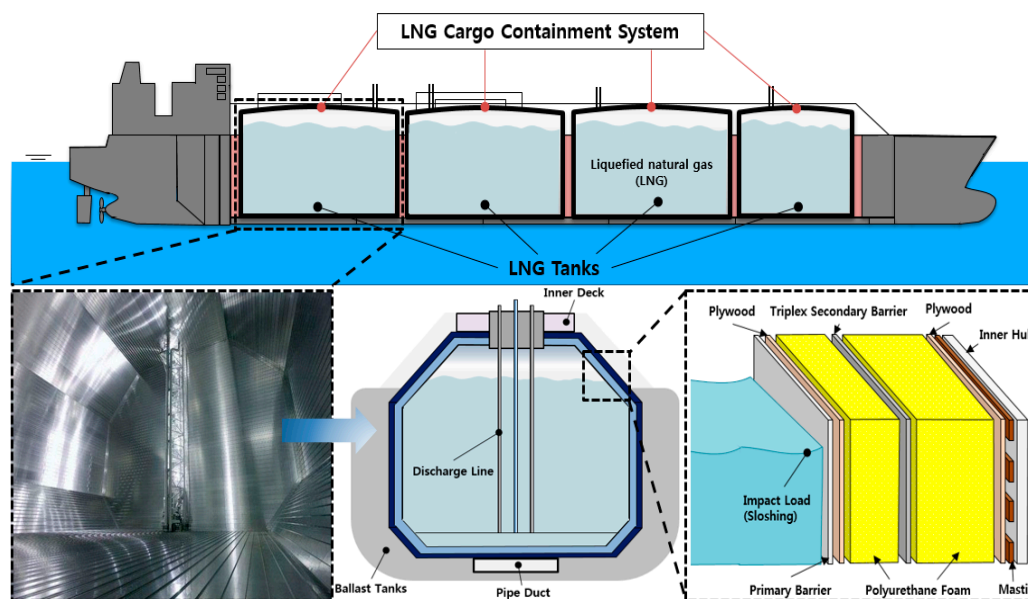 LNG Cargo Containment System
Liquefied natural gas
(LNG)
LNG Tanks
Inner Deck
Discharge Line
Ballast Tanks
Pipe Duct
Plywood
Triplex Secondary Barrier
Plywood
Inner Hul
Impact Load
(Sloshing)
Primary Barrier
Polyurethane Foam
Masti